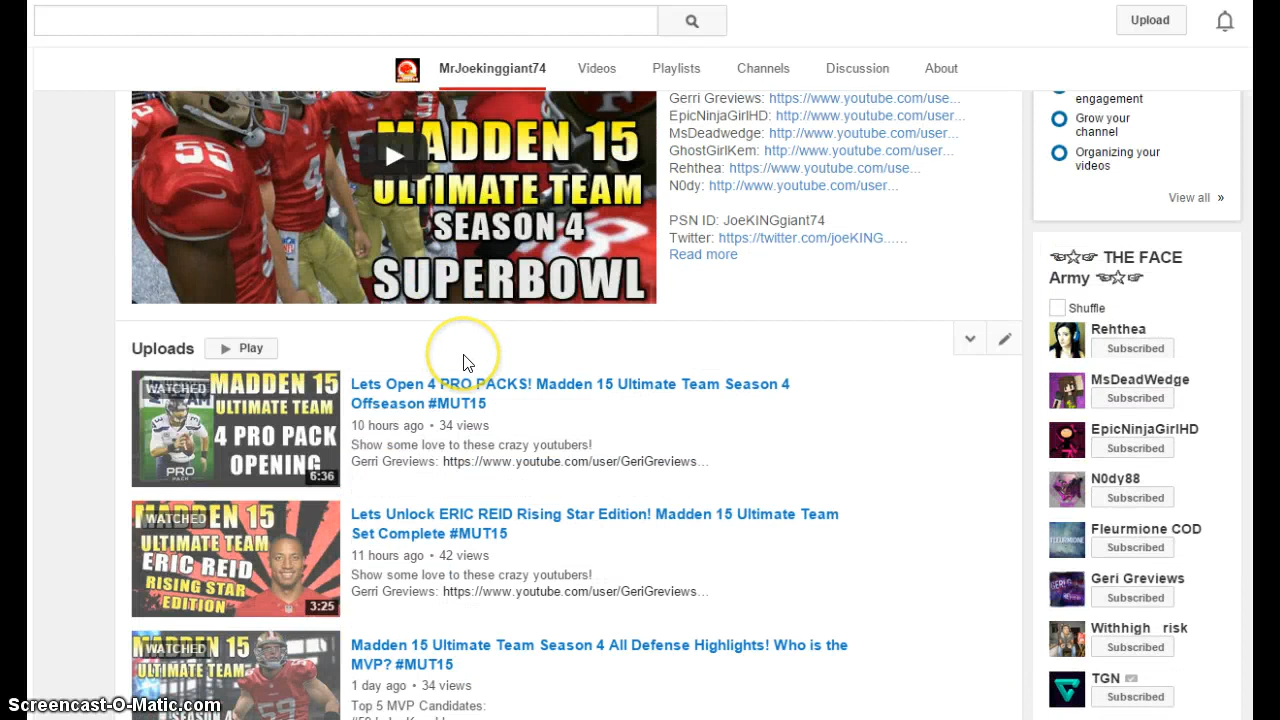 Upload
MrJoekinggiant74 Videos Playlists Channels Discussion About
55
4
MADDEN 15
ULTIMATE TEAM
SEASON 4
SUPERBOWL
Gerri Greviews: https://www.youtube.com/use...
EpicNinjaGirlHD: https://www.youtube.com/user...
MsDeadwedge: https://www.youtube.com/user...
GhostGirlKem: http://www.youtube.com/user...
Rehthea: https://www.youtube.com/use...
N0dy: http://www.youtube.com/user...
PSN ID: JoeKINGgiant74
Twitter: https://twitter.com/joeKING......
Read more
engagement
Grow your
channel
Organizing your
videos
View all »
Uploads Play
WATCHED
MADDEN 15
ULTIMATE TEAM
4 PRO PACK
OPENING
3
PRO
PACK
6:36
Lets Open 4 PRO PACKS! Madden 15 Ultimate Team Season 4
Offseason #MUT15
10 hours ago • 34 views
Show some love to these crazy youtubers!
Gerri Greviews: https://www.youtube.com/user/GeriGreviews...
WATCHED
MADDEN 15
ULTIMATE TEAM
ERIC REID
RISING STAR
EDITION
3:25
Lets Unlock ERIC REID Rising Star Edition! Madden 15 Ultimate Team
Set Complete #MUT15
11 hours ago • 42 views
Show some love to these crazy youtubers!
Gerri Greviews: https://www.youtube.com/user/GeriGreviews...
WATCHED
MADDEN 15
ULTIMATE TEAM
SEASON 4
59
Madden 15 Ultimate Team Season 4 All Defense Highlights! Who is the
MVP? #MUT15
1 day ago • 34 views
Top 5 MVP Candidates:
☜☆☞ THE FACE
Army ☜☆☞
Shuffle
Rehthea
Subscribed
MsDeadWedge
Subscribed
EpicNinjaGirlHD
Subscribed
N0dy88
Subscribed
Fleurmione COD
Subscribed
Geri Greviews
Subscribed
Withhigh risk
Subscribed
TGN
Subscribed
Screencast-O-Matic.com